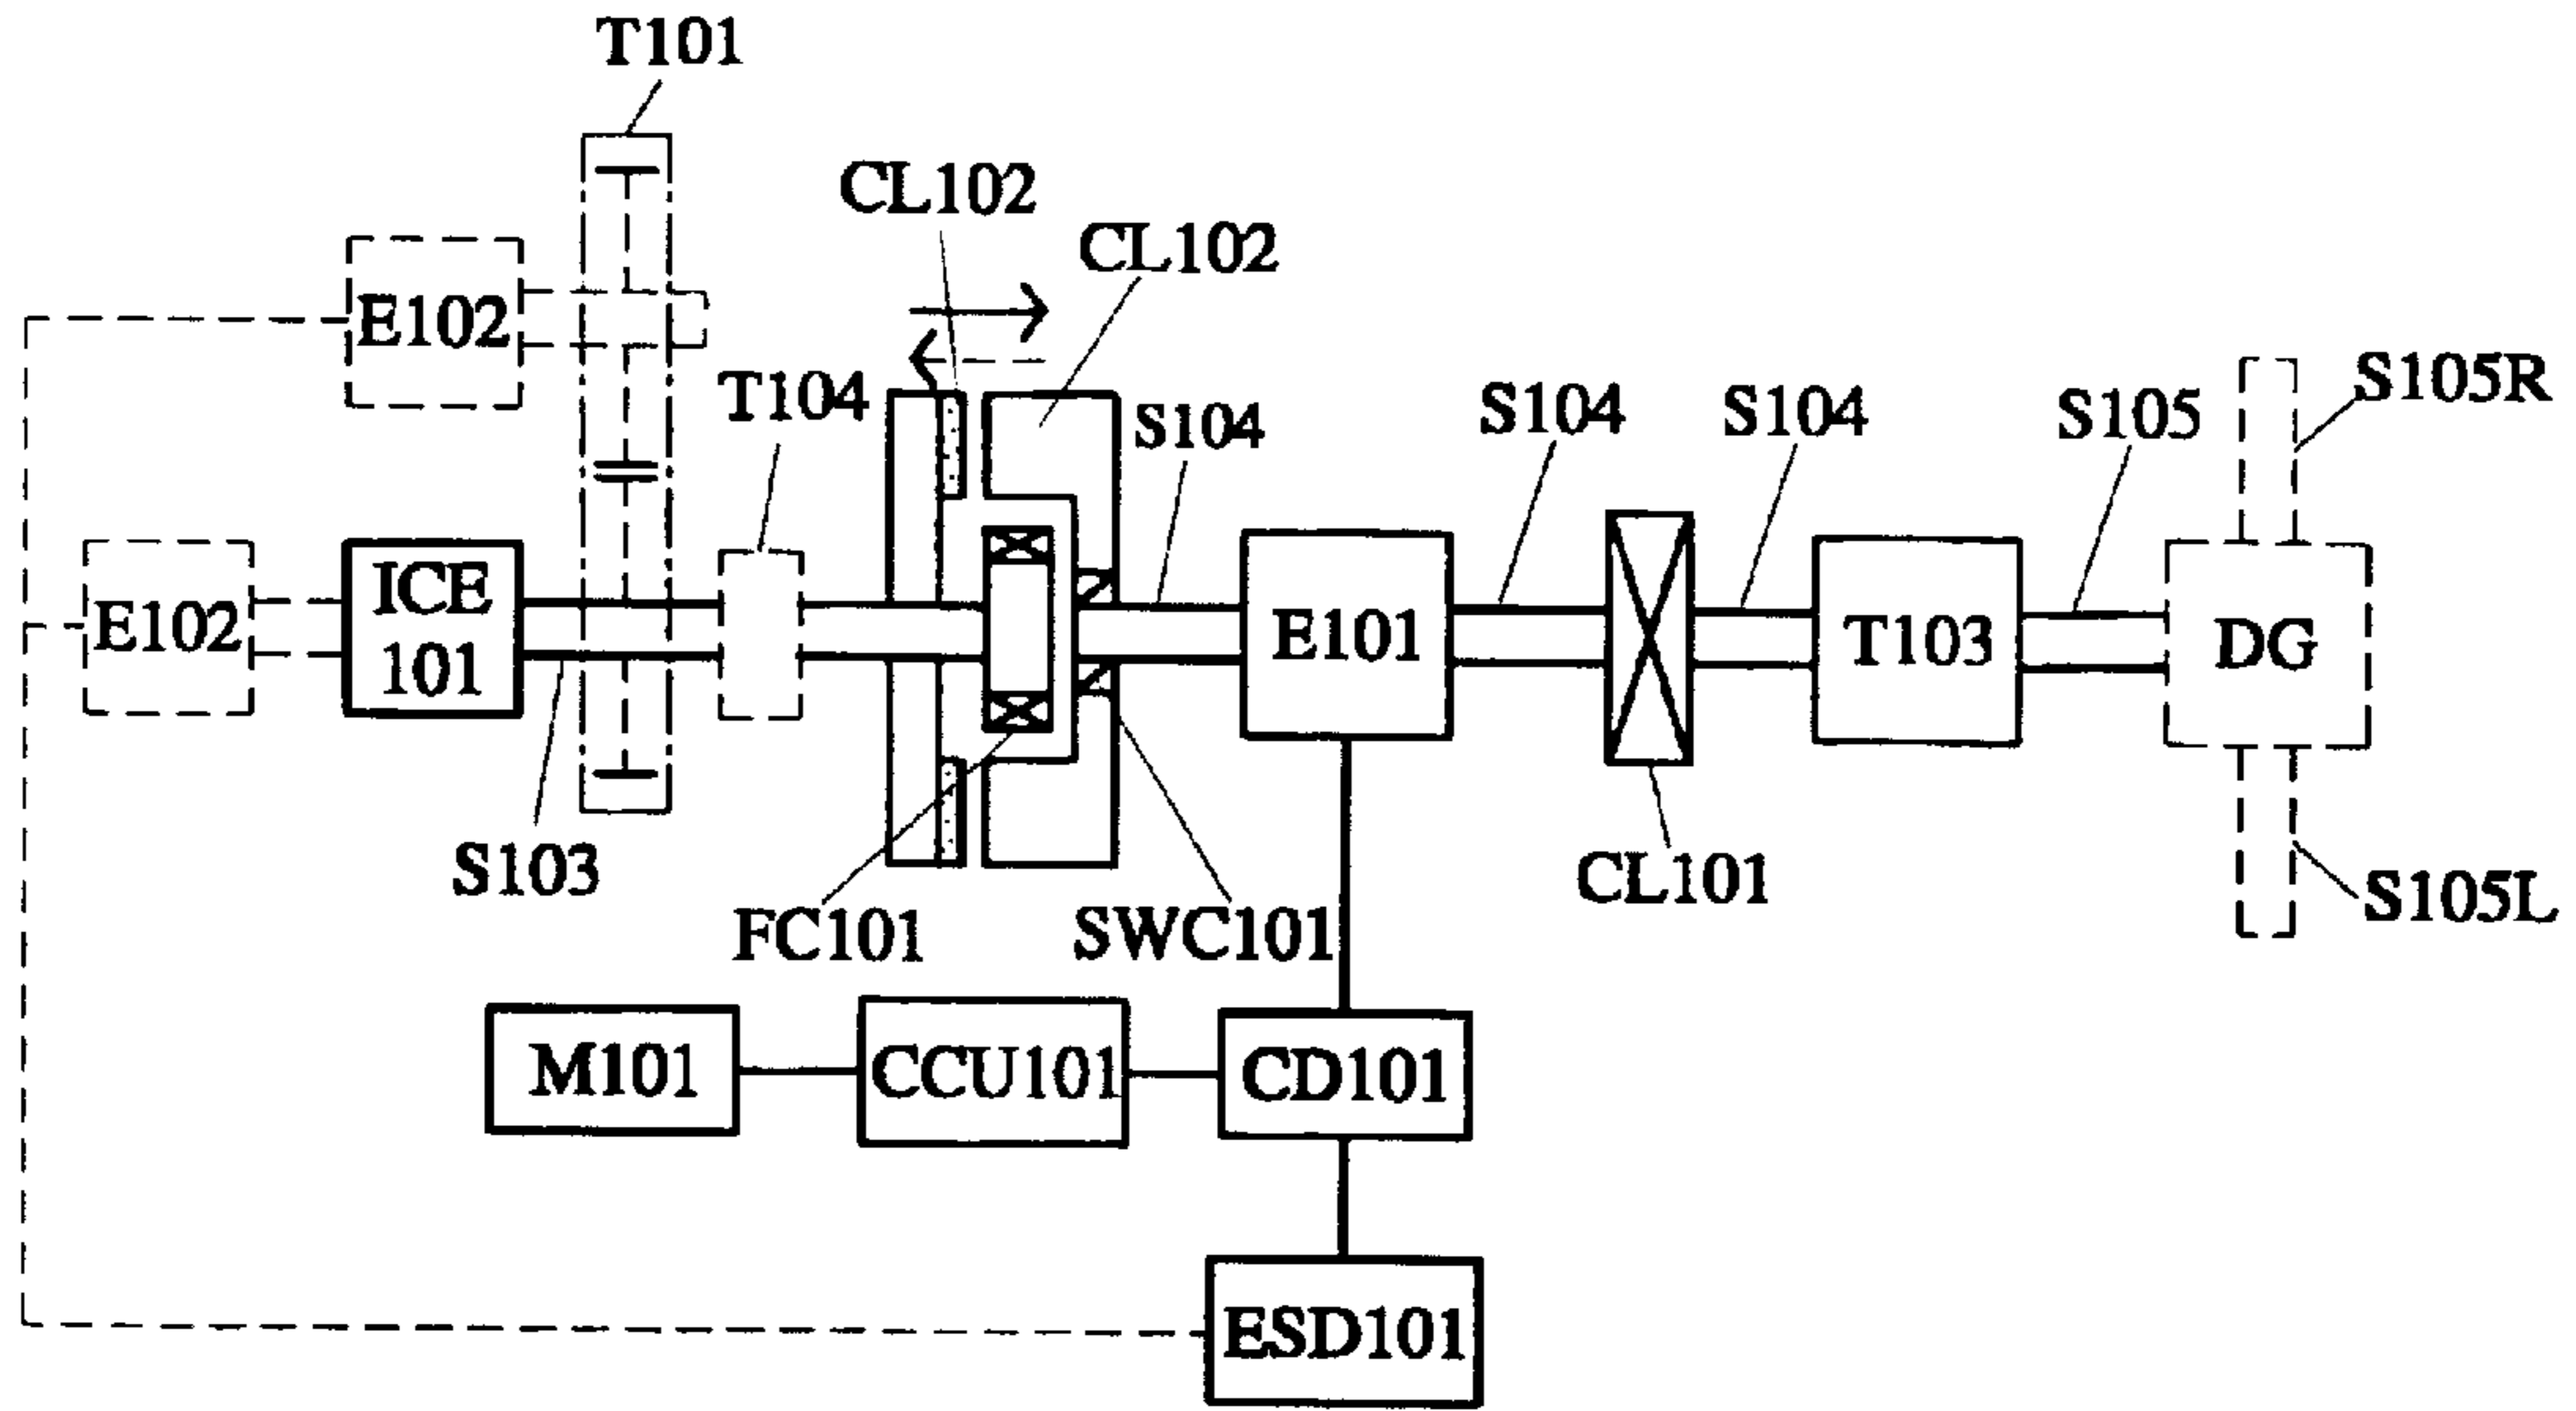 T101
CL102
CL102
E102
T104
S104
S104
S104
S105
S105R
E102
ICE
101
E101
T103
DG
S103
FC101
SWC101
CL101
S105L
M101
CCU101
CD101
ESD101